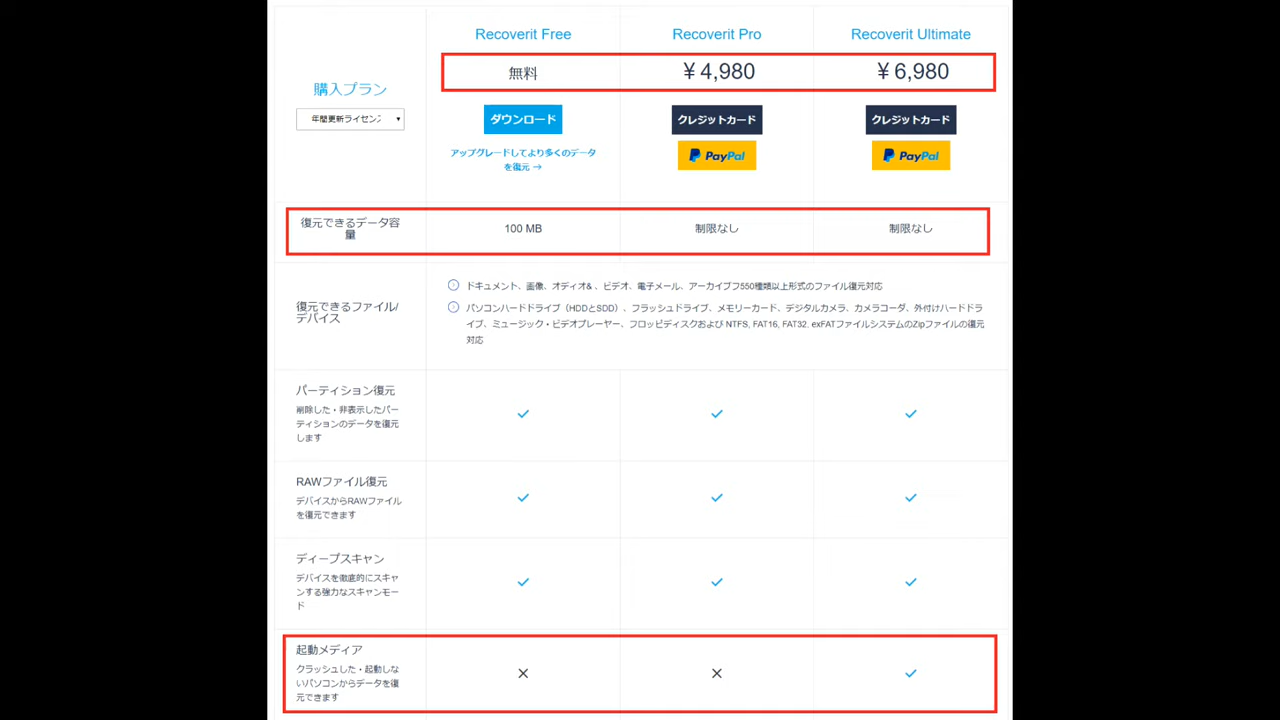 Recoverit Free
Recoverit Pro
Recoverit Ultimate
無料
¥4,980
¥6,980
購入プラン
年間更新ライセンス
ダウンロード
クレジットカード
クレジットカード
アップグレードしてより多くのデータ
を復元 →
PayPal
PayPal
復元できるデータ容
量
100 MB
制限なし
制限なし
復元できるファイル/
デバイス
ドキュメント、画像、オディオ& 、ビデオ、電子メール、アーカイブフ550種類以上形式のファイル復元対応
パソコンハードドライブ（HDDとSDD）、フラッシュドライブ、メモリーカード、デジタルカメラ、カメラコーダ、外付けハードドラ
イブ、ミュージック・ビデオプレーヤー、フロッピディスクおよび NTFS, FAT16, FAT32, exFATファイルシステムのZipファイルの復元
対応
パーティション復元
削除した・非表示したパー
ティションのデータを復元
します
RAWファイル復元
デバイスからRAWファイル
を復元できます
ディープスキャン
デバイスを徹底的にスキャ
ンする強力なスキャンモー
ド
起動メディア
クラッシュした・起動しな
いパソコンからデータを復
元できます